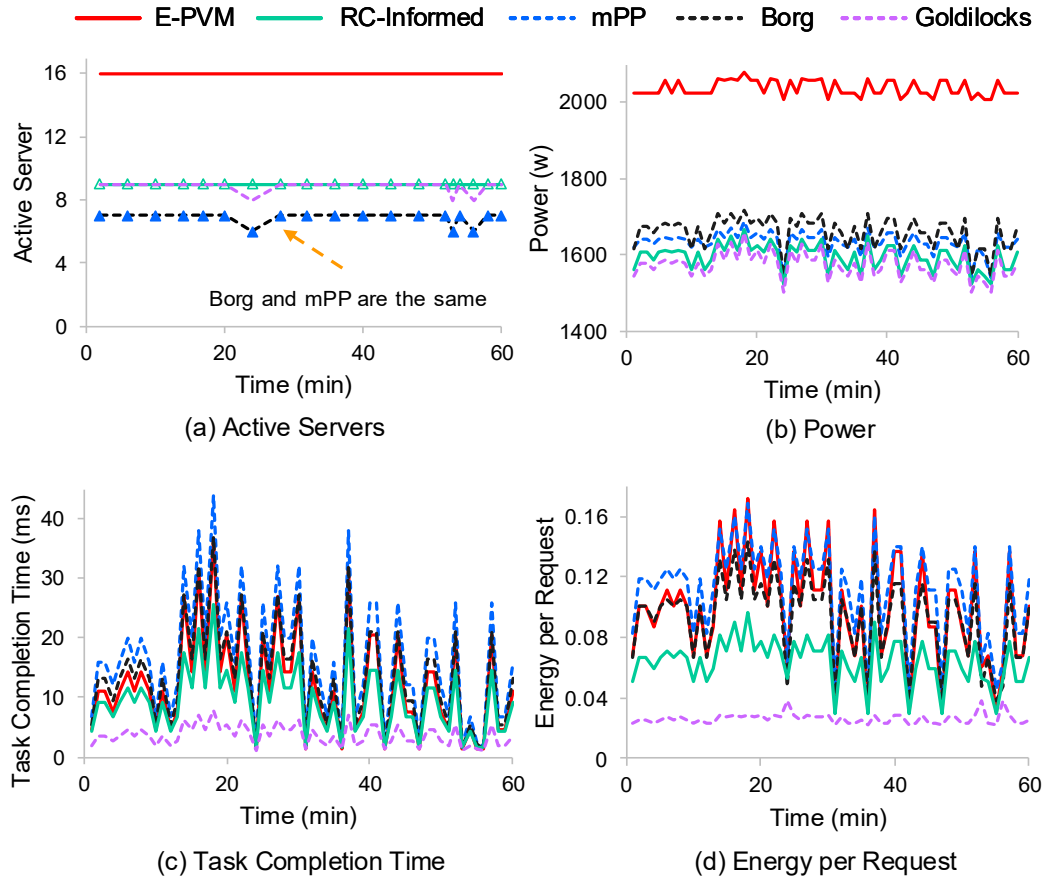 E-PVM RC-Informed mPP Borg Goldilocks
16
12
8
4
0
Active Server
0 20 40 60
Time (min)
Borg and mPP are the same
(a) Active Servers
2000
1800
1600
1400
Power (w)
0 20 40 60
Time (min)
(b) Power
40
30
20
10
0
Task Completion Time (ms)
0 20 40 60
Time (min)
(c) Task Completion Time
0.16
0.12
0.08
0.04
0
Energy per Request
0 20 40 60
Time (min)
(d) Energy per Request